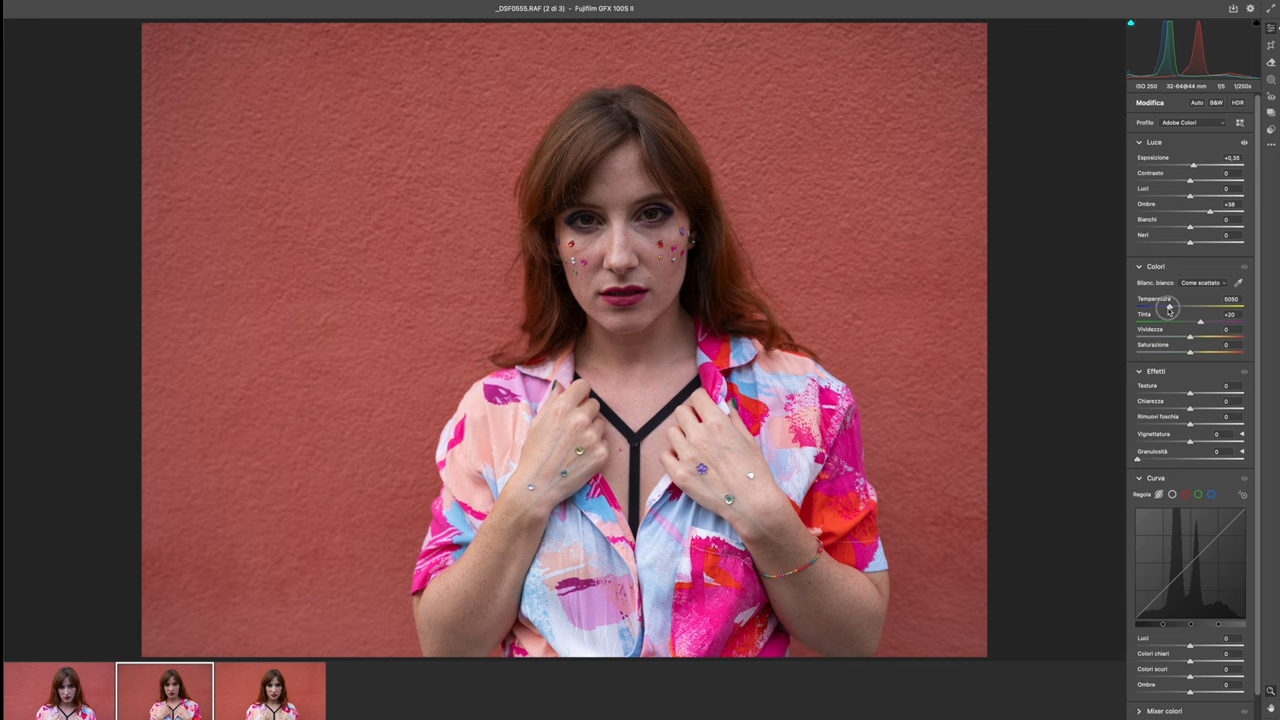 _DSF0555.RAF (2 di 3) - Fujifilm GFX 100S II
ISO 250 32-64@44 mm f/5 1/250s
Modifica Auto B&W HDR
Profilo Adobe Colori
Luce
Esposizione +0,35
Contrasto 0
Luci 0
Ombre +38
Bianchi 0
Neri 0
Colori
Bilanc. bianco Come scattato
Temperatura 5050
Tinta +20
Vividezza 0
Saturazione 0
Effetti
Texture 0
Chiarezza 0
Rimuovi foschia 0
Vignettatura 0
Granulosità 0
Curva
Regola
Luci 0
Colori chiari 0
Colori scuri 0
Ombre 0
Mixer colori